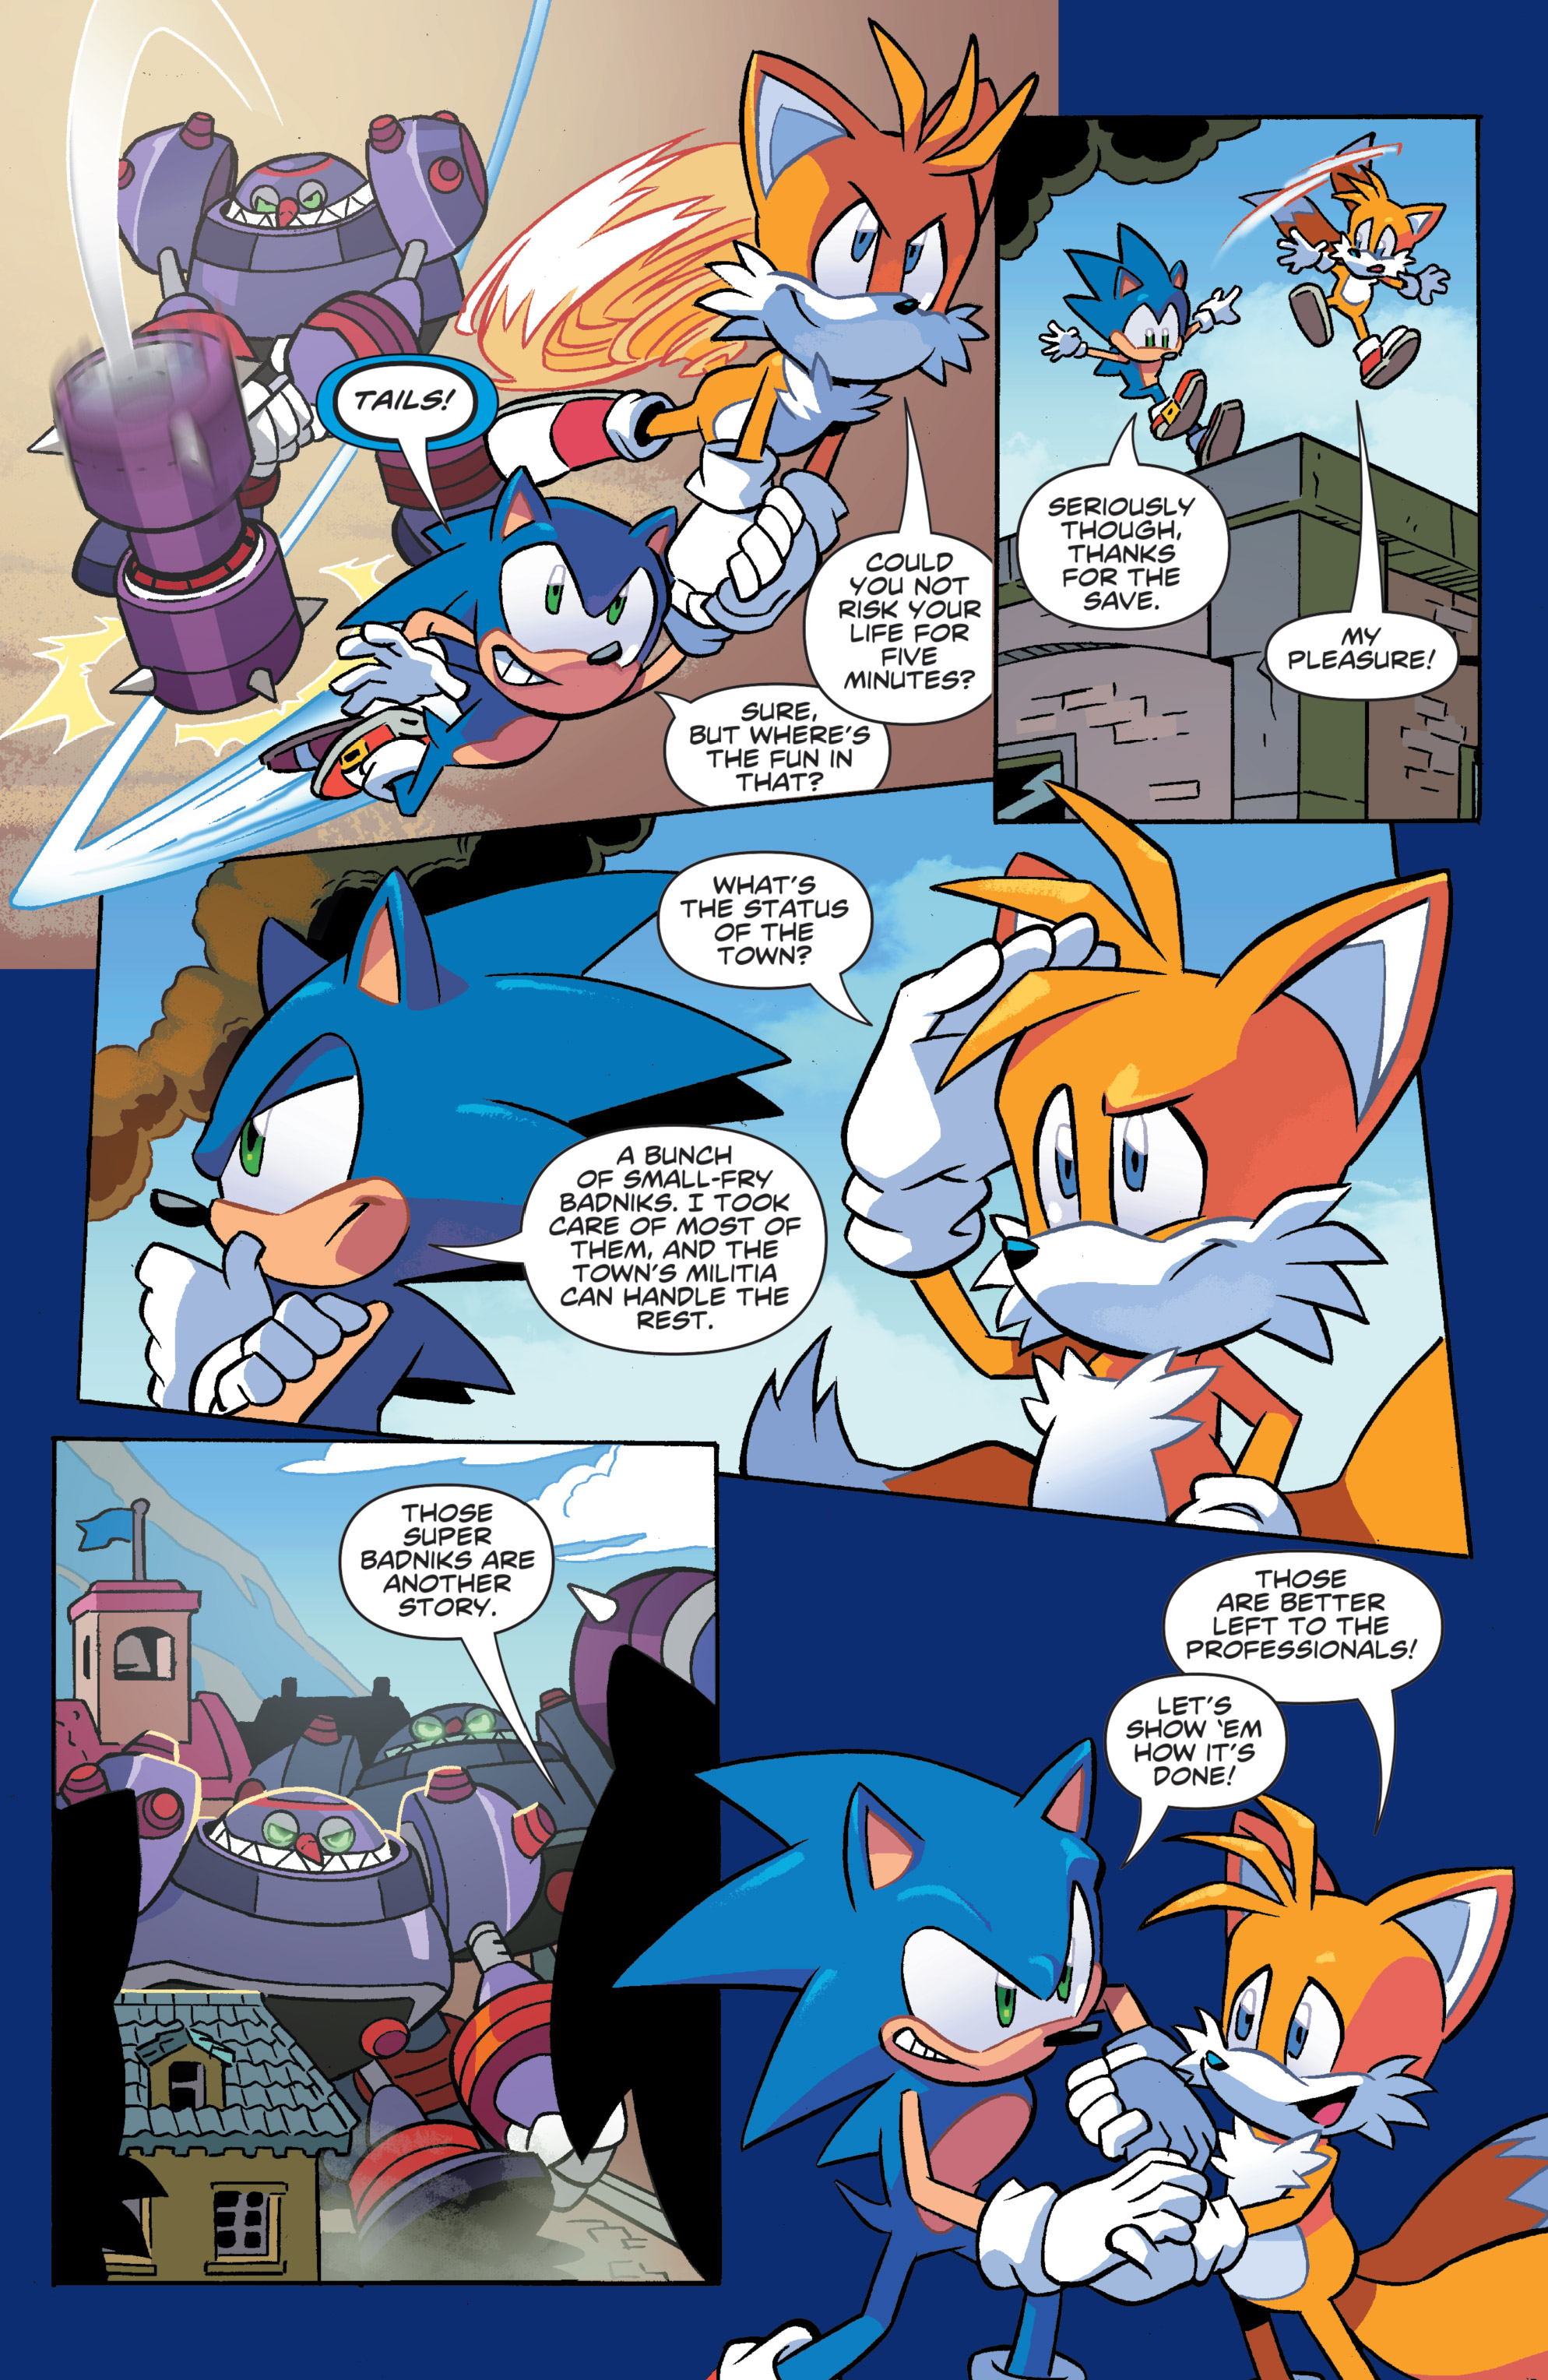 TAILS!
COULD
YOU NOT
RISK YOUR
LIFE FOR
FIVE
MINUTES?
SURE,
BUT WHERE'S
THE FUN IN
THAT?
SERIOUSLY
THOUGH,
THANKS
FOR THE
SAVE.
MY
PLEASURE!
WHAT'S
THE STATUS
OF THE
TOWN?
A BUNCH
OF SMALL-FRY
BADNIKS. I TOOK
CARE OF MOST OF
THEM, AND THE
TOWN'S MILITIA
CAN HANDLE THE
REST.
THOSE
SUPER
BADNIKS ARE
ANOTHER
STORY.
THOSE
ARE BETTER
LEFT TO THE
PROFESSIONALS!
LET'S
SHOW 'EM
HOW IT'S
DONE!